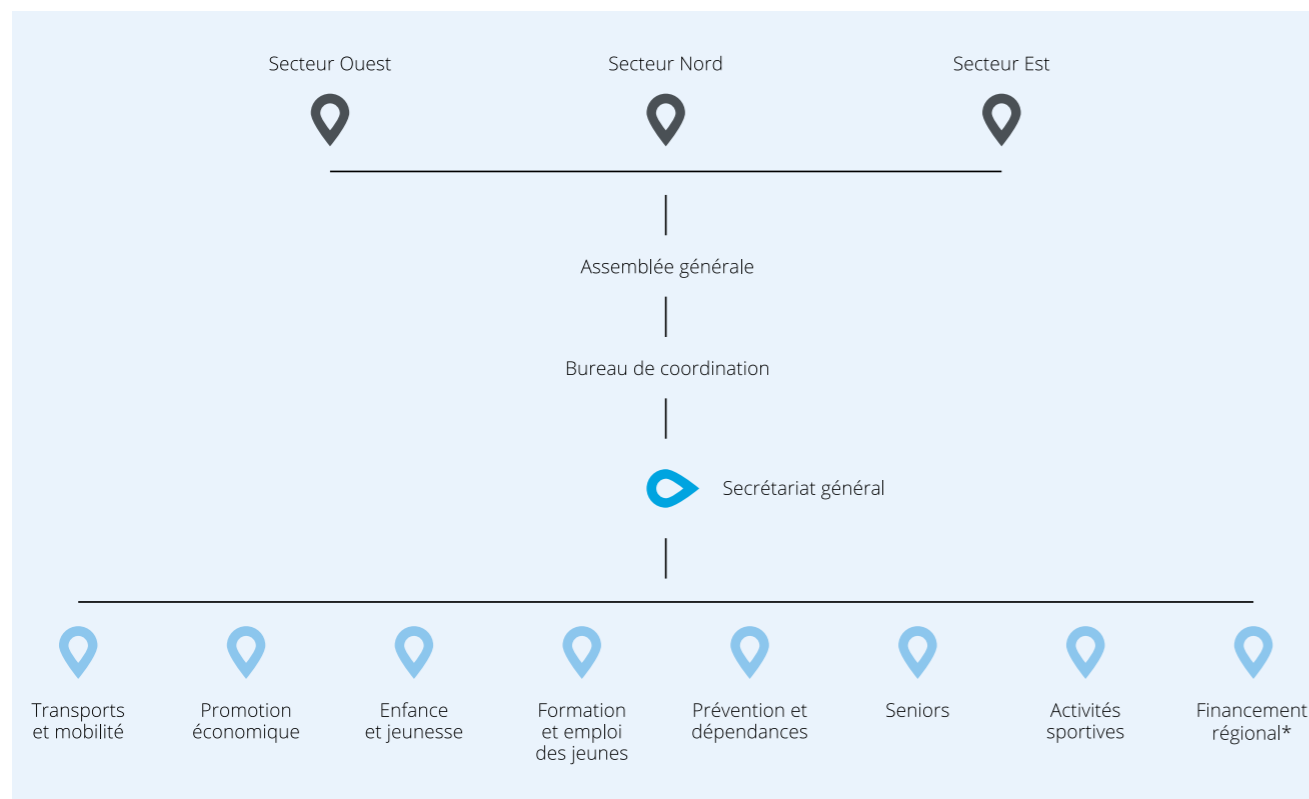 Secteur Ouest
Secteur Nord
Secteur Est
Assemblée générale
Bureau de coordination
Secrétariat général
Transports
et mobilité
Promotion
économique
Enfance
et jeunesse
Formation
et emploi
des jeunes
Prévention et
dépendances
Seniors
Activités
sportives
Financement
régional*